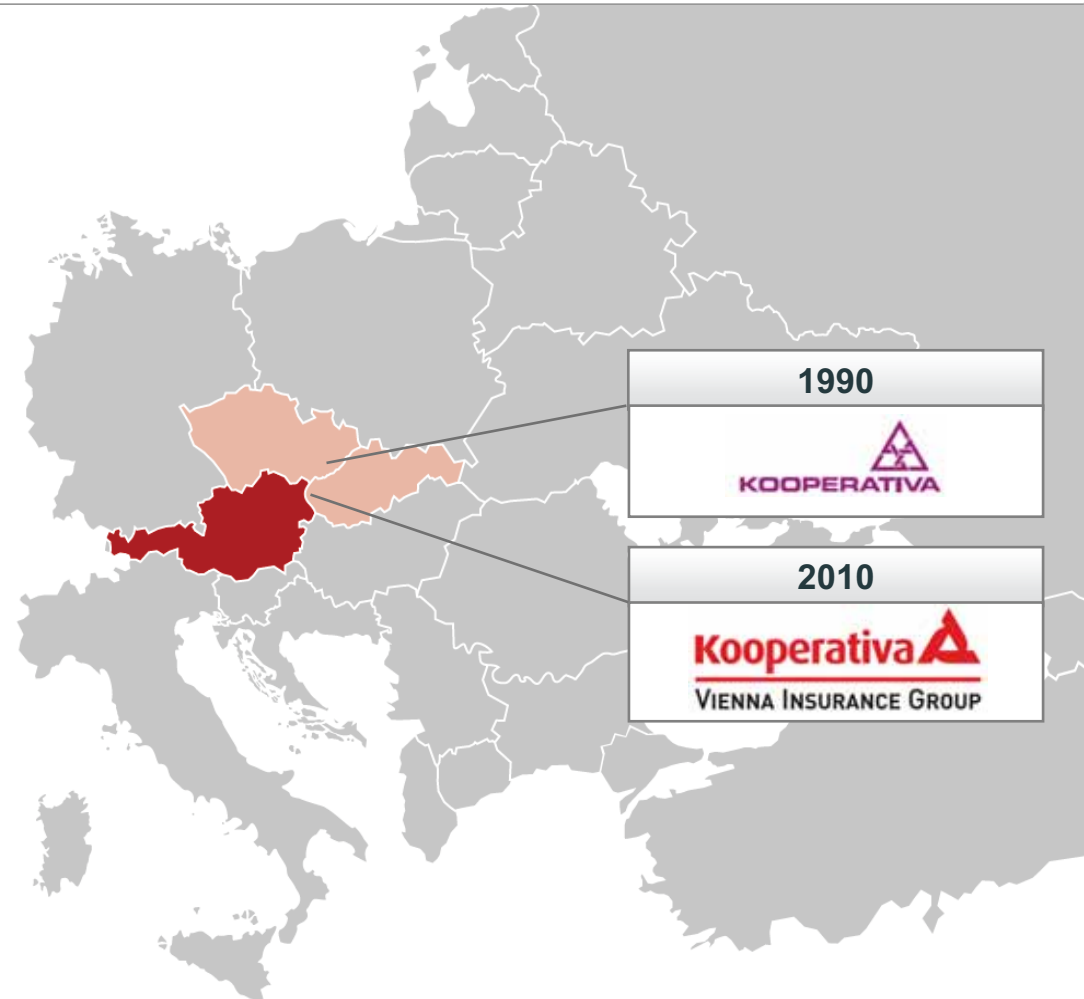 1990
KOOPERATIVA
2010
Kooperativa
VIENNA INSURANCE GROUP